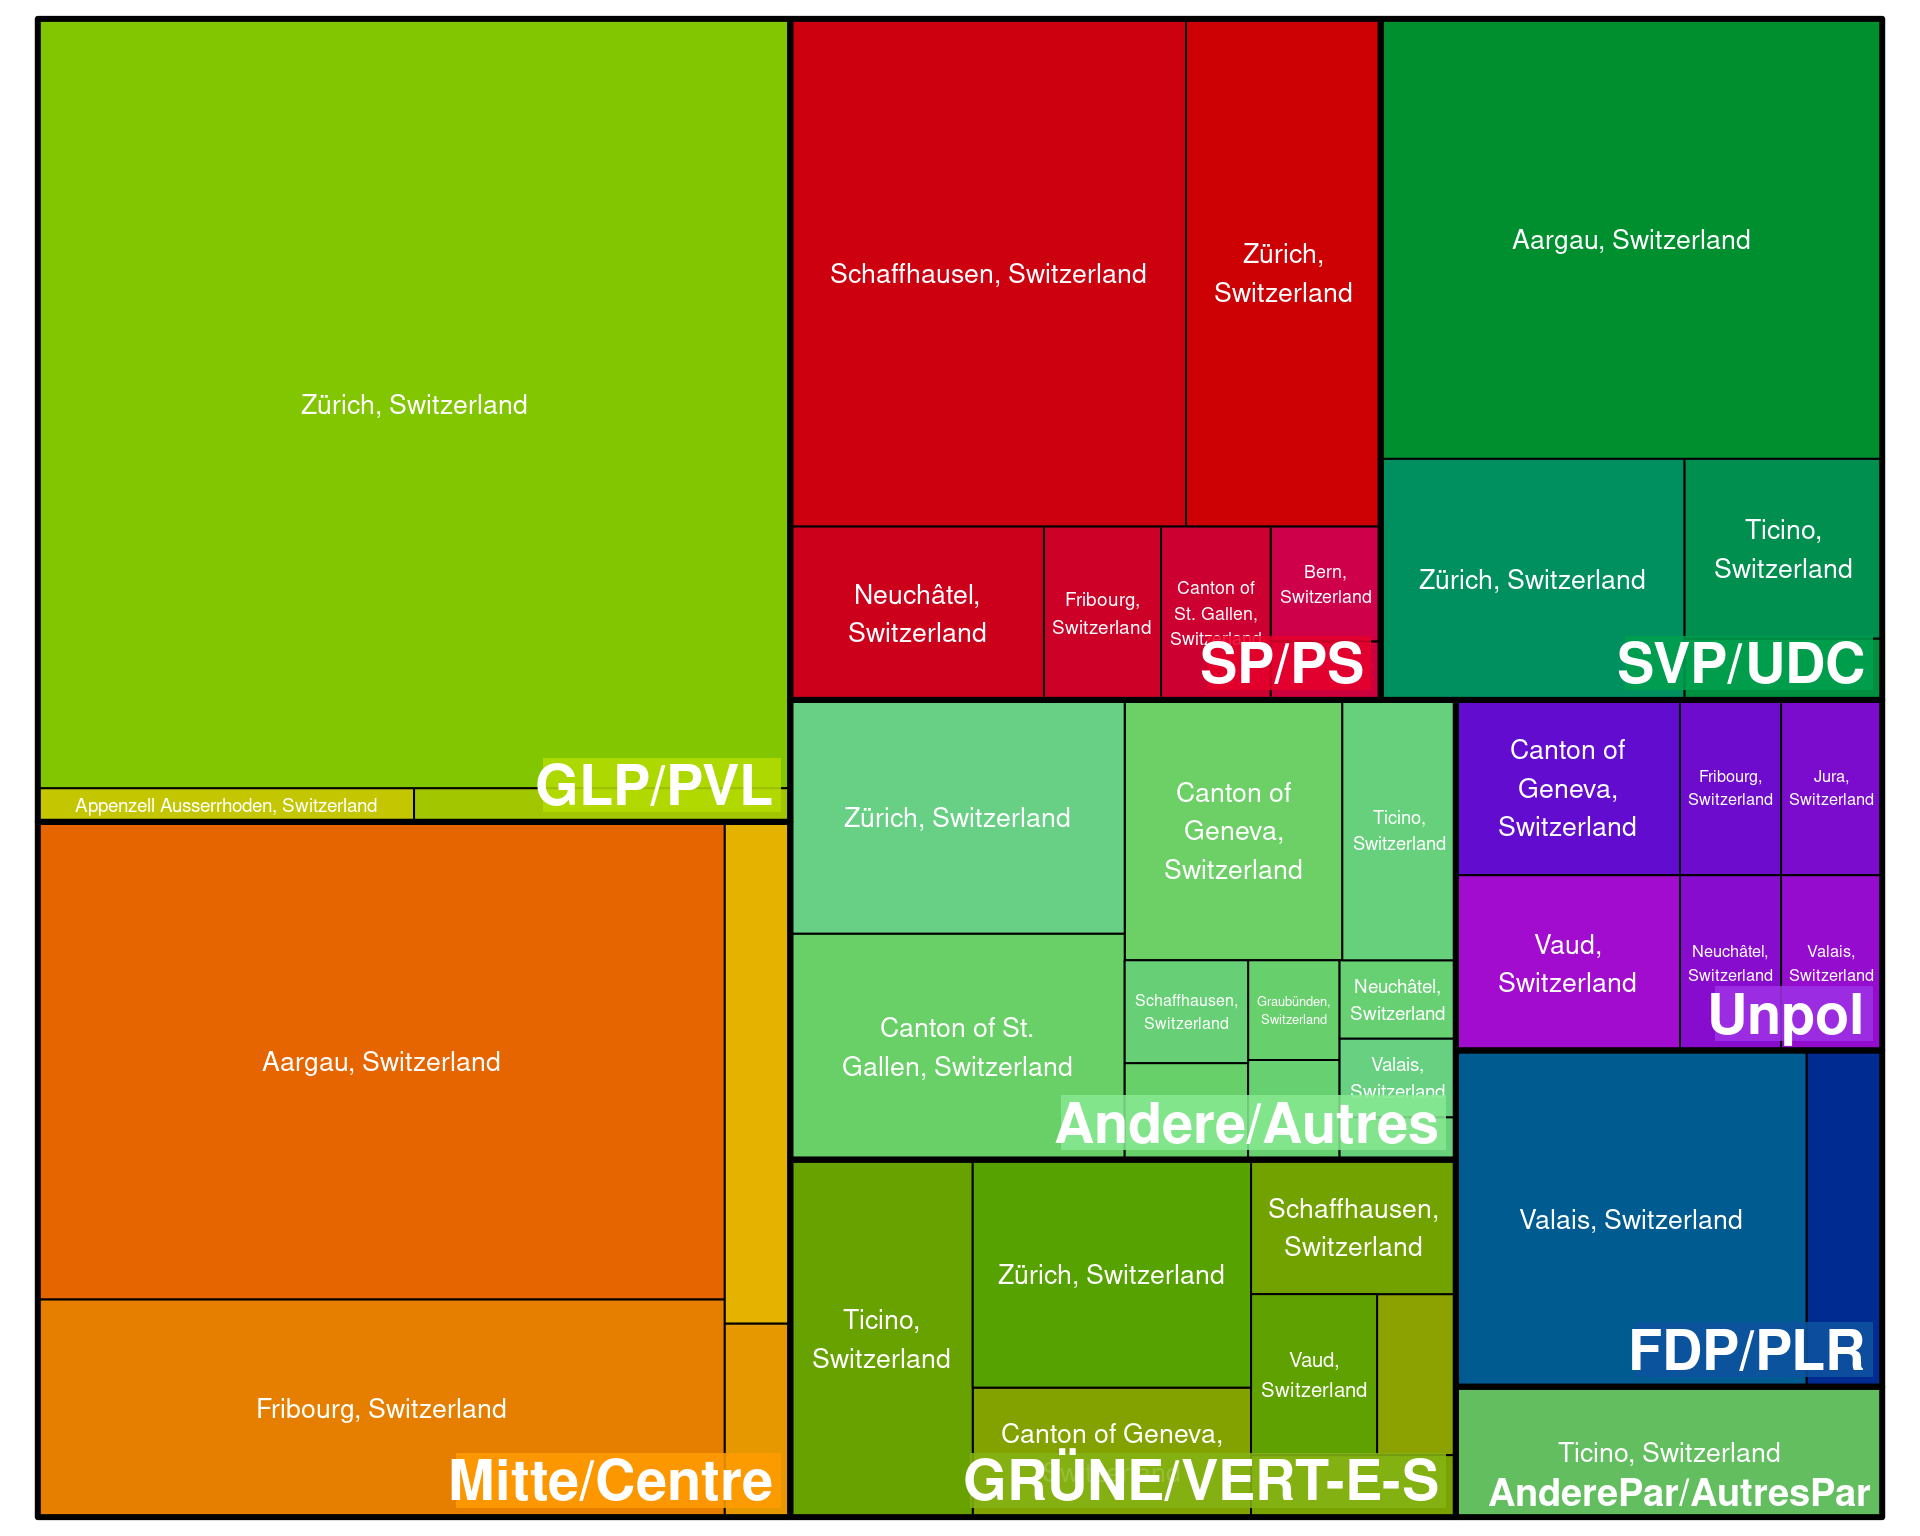 Zürich, Switzerland
Appenzell Ausserrhoden, Switzerland
GLP/PVL
Aargau, Switzerland
Fribourg, Switzerland
Mitte/Centre
Schaffhausen, Switzerland
Zürich,
Switzerland
Neuchâtel,
Switzerland
Fribourg,
Switzerland
Canton of
St. Gallen,
Switzerland
Bern,
Switzerland
SP/PS
Aargau, Switzerland
Zürich, Switzerland
Ticino,
Switzerland
SVP/UDC
Zürich, Switzerland
Canton of St.
Gallen, Switzerland
Canton of
Geneva,
Switzerland
Ticino,
Switzerland
Schaffhausen,
Switzerland
Graubünden,
Switzerland
Neuchâtel,
Switzerland
Valais,
Switzerland
Andere/Autres
Ticino,
Switzerland
Zürich, Switzerland
Canton of Geneva,
Schaffhausen,
Switzerland
Vaud,
Switzerland
GRÜNE/VERT-E-S
Canton of
Geneva,
Switzerland
Fribourg,
Switzerland
Jura,
Switzerland
Vaud,
Switzerland
Neuchâtel,
Switzerland
Valais,
Switzerland
Unpol
Valais, Switzerland
FDP/PLR
Ticino, Switzerland
AnderePar/AutresPar